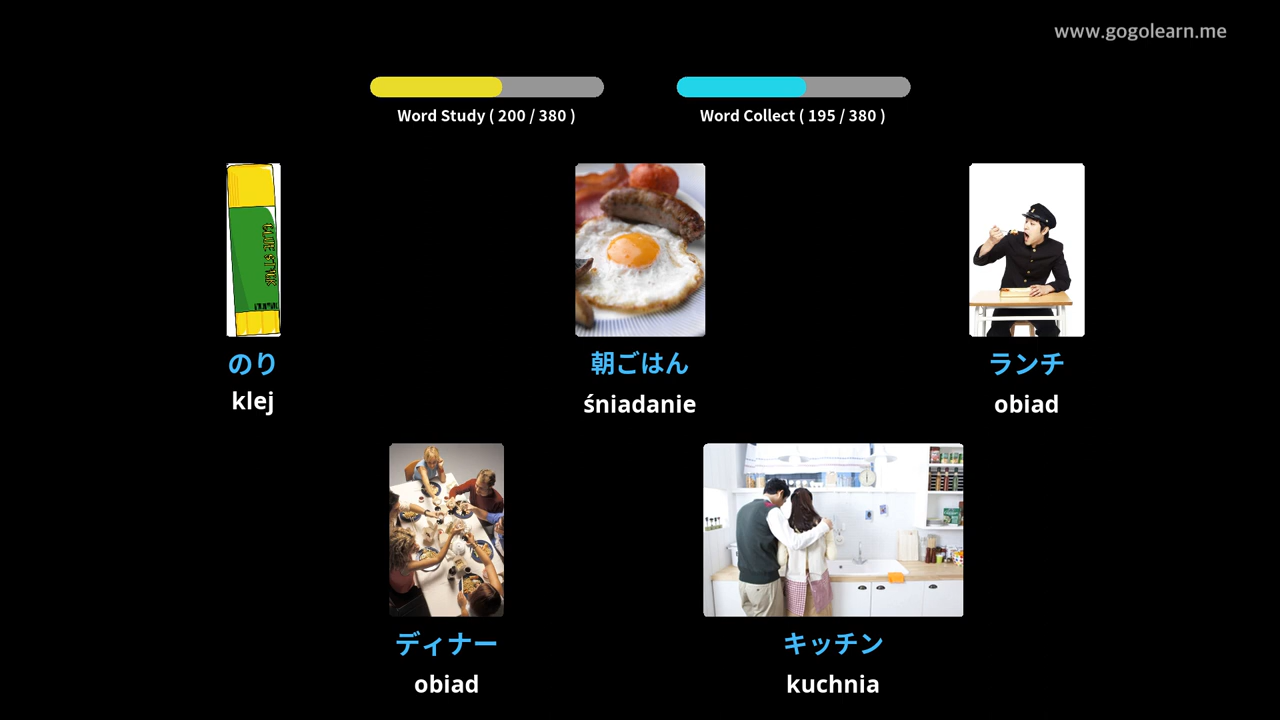 www.gogolearn.me
Word Study ( 200 / 380 )
Word Collect ( 195 / 380 )
のり
klej
朝ごはん
śniadanie
ランチ
obiad
ディナー
obiad
キッチン
kuchnia